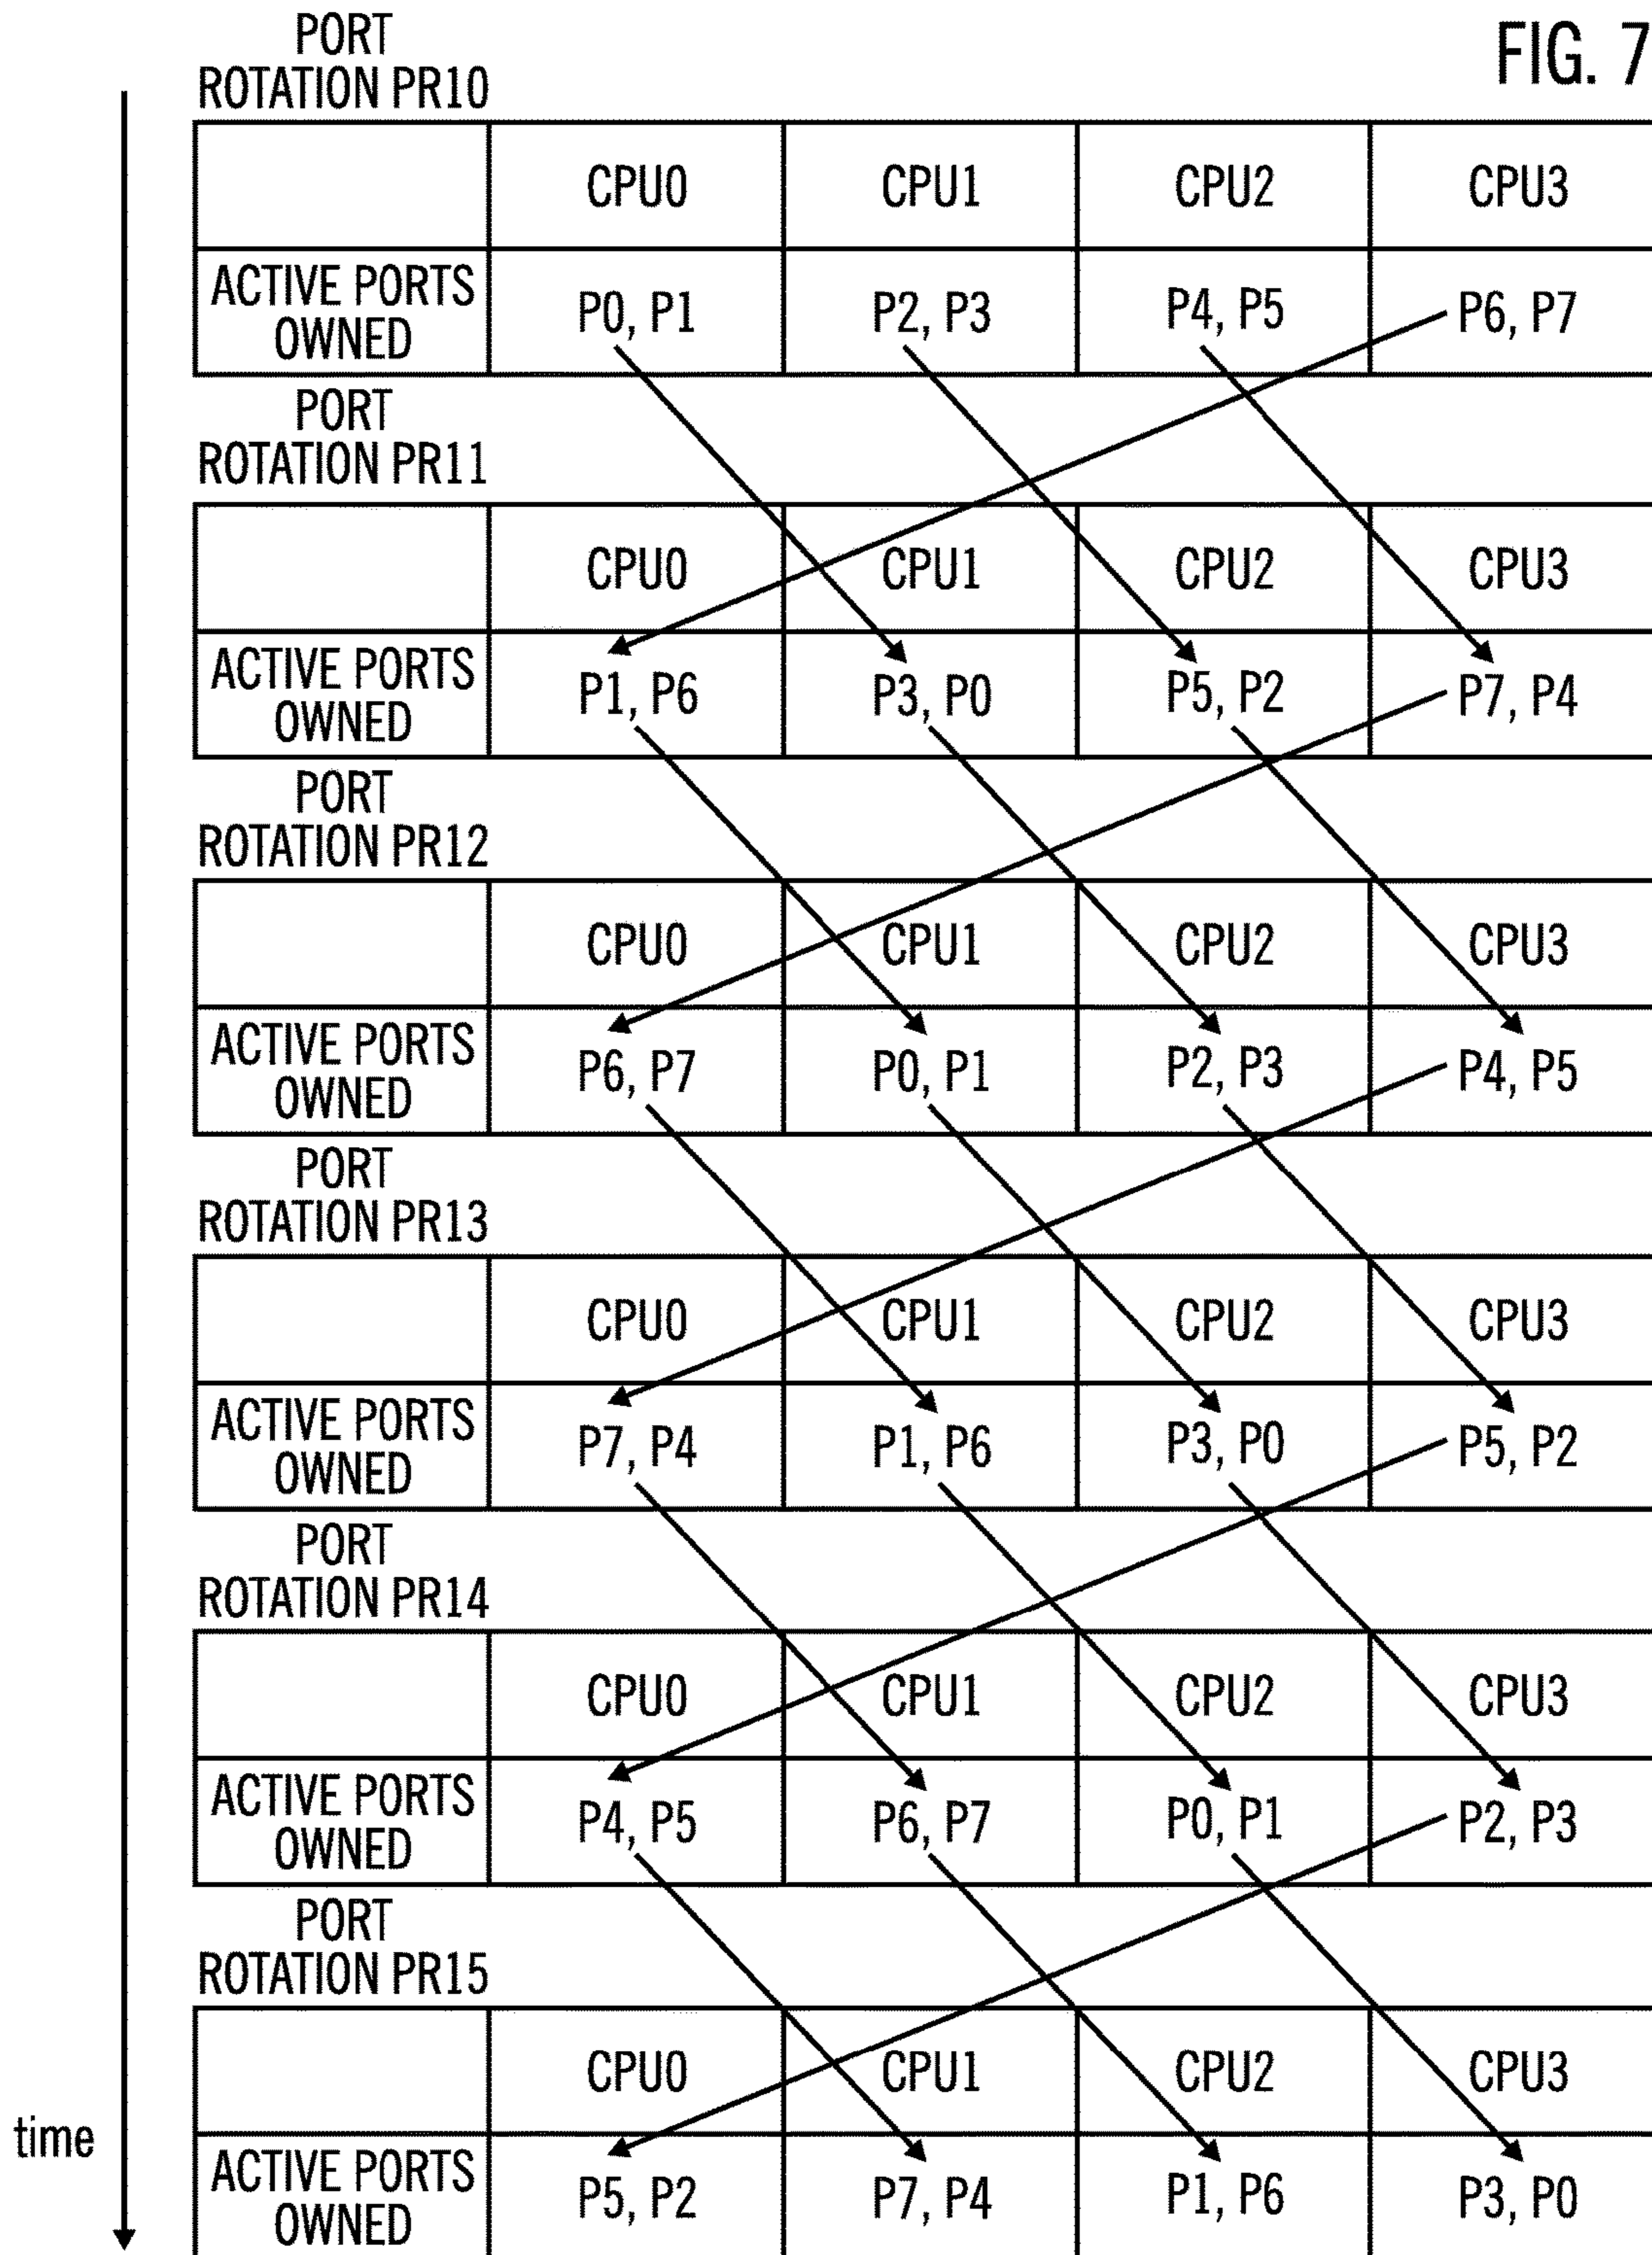 FIG. 7
PORT
ROTATION PR10
CPU0 CPU1 CPU2 CPU3
ACTIVE PORTS
OWNED
P0, P1 P2, P3 P4, P5 P6, P7
PORT
ROTATION PR11
CPU0 CPU1 CPU2 CPU3
ACTIVE PORTS
OWNED
P1, P6 P3, P0 P5, P2 P7, P4
PORT
ROTATION PR12
CPU0 CPU1 CPU2 CPU3
ACTIVE PORTS
OWNED
P6, P7 P0, P1 P2, P3 P4, P5
PORT
ROTATION PR13
CPU0 CPU1 CPU2 CPU3
ACTIVE PORTS
OWNED
P7, P4 P1, P6 P3, P0 P5, P2
PORT
ROTATION PR14
CPU0 CPU1 CPU2 CPU3
ACTIVE PORTS
OWNED
P4, P5 P6, P7 P0, P1 P2, P3
PORT
ROTATION PR15
CPU0 CPU1 CPU2 CPU3
time
ACTIVE PORTS
OWNED
P5, P2 P7, P4 P1, P6 P3, P0